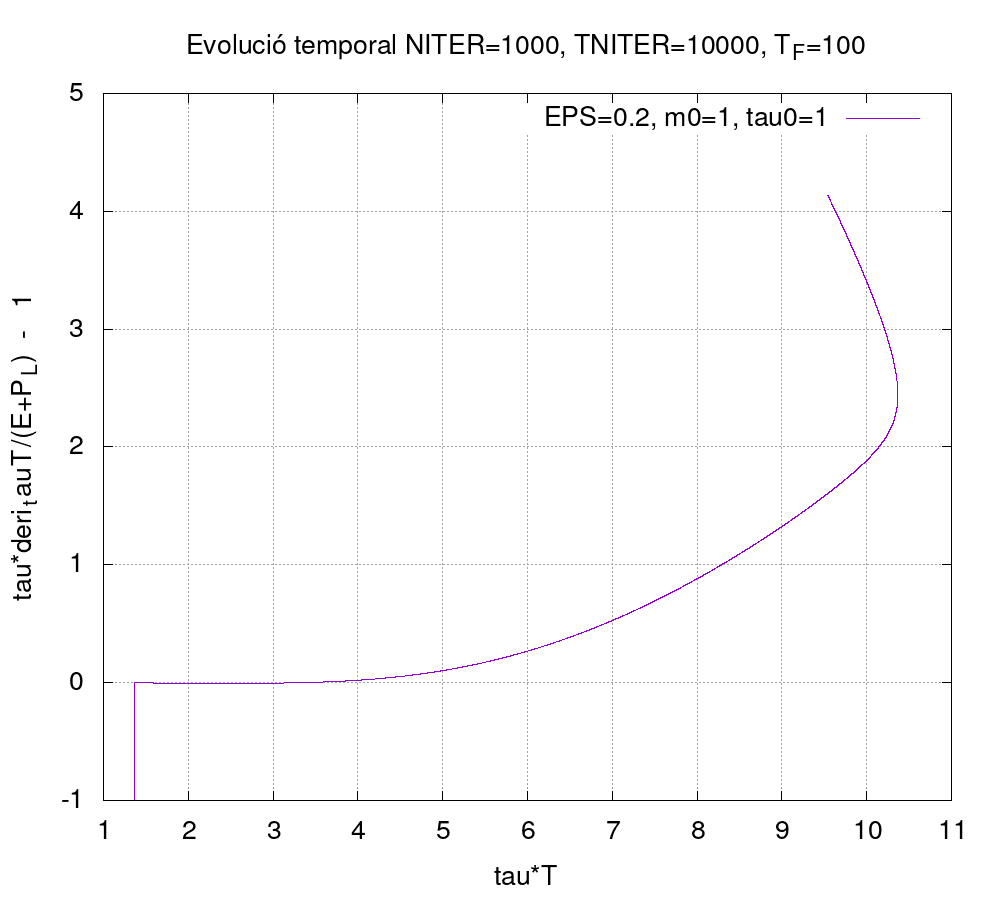 Evolució temporal NITER=1000, TNITER=10000, T_F=100
EPS=0.2, m0=1, tau0=1
tau*deri_tauT/(E+P_L) - 1
5
4
3
2
1
0
-1
1 2 3 4 5 6 7 8 9 10 11
tau*T